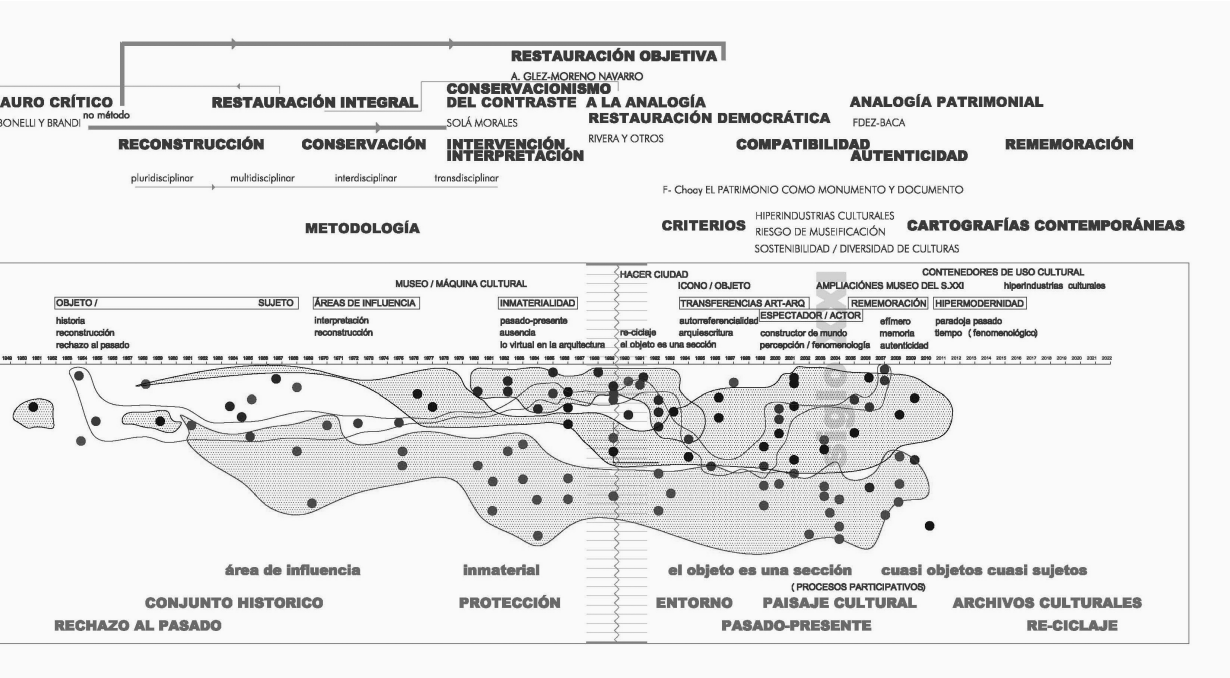 RESTAURACIÓN OBJETIVA
A. GLEZ-MORENO NAVARRO
CONSERVACIONISMO
AURO CRÍTICO
no método
BONELLI Y BRANDI
RESTAURACIÓN INTEGRAL
DEL CONTRASTE A LA ANALOGÍA
SOLÁ MORALES
RESTAURACIÓN DEMOCRÁTICA
RIVERA Y OTROS
ANALOGÍA PATRIMONIAL
FDEZ-BACA
RECONSTRUCCIÓN
CONSERVACIÓN
INTERVENCIÓN
INTERPRETACIÓN
COMPATIBILIDAD
AUTENTICIDAD
REMEMORACIÓN
pluridisciplinar
multidisciplinar
interdisciplinar
transdisciplinar
F- Chooy EL PATRIMONIO COMO MONUMENTO Y DOCUMENTO
METODOLOGÍA
CRITERIOS
HIPERINDUSTRIAS CULTURALES
RIESGO DE MUSEIFICACIÓN
SOSTENIBILIDAD / DIVERSIDAD DE CULTURAS
CARTOGRAFÍAS CONTEMPORÁNEAS
HACER CIUDAD
CONTENEDORES DE USO CULTURAL
MUSEO / MÁQUINA CULTURAL
ICONO / OBJETO
AMPLIACIÓNES MUSEO DEL S.XXI
hiperindustrias culturales
OBJETO /
SUJETO
historia
reconstrucción
rechazo al pasado
ÁREAS DE INFLUENCIA
interpretación
reconstrucción
INMATERIALIDAD
pasado-presente
ausencia
lo virtual en la arquitectura
re-ciclaje
el objeto es una sección
TRANSFERENCIAS ART-ARQ
autorreferencialidad
arquiescritura
ESPECTADOR / ACTOR
constructor de mundo
percepción / fenomenología
REMEMORACIÓN
efímero
memoria
autenticidad
HIPERMODERNIDAD
paradoja pasado
tiempo ( fenomenológico)
siglo xxi
área de influencia
inmaterial
el objeto es una sección
cuasi objetos cuasi sujetos
( PROCESOS PARTICIPATIVOS)
CONJUNTO HISTORICO
PROTECCIÓN
ENTORNO
PAISAJE CULTURAL
ARCHIVOS CULTURALES
RECHAZO AL PASADO
PASADO-PRESENTE
RE-CICLAJE